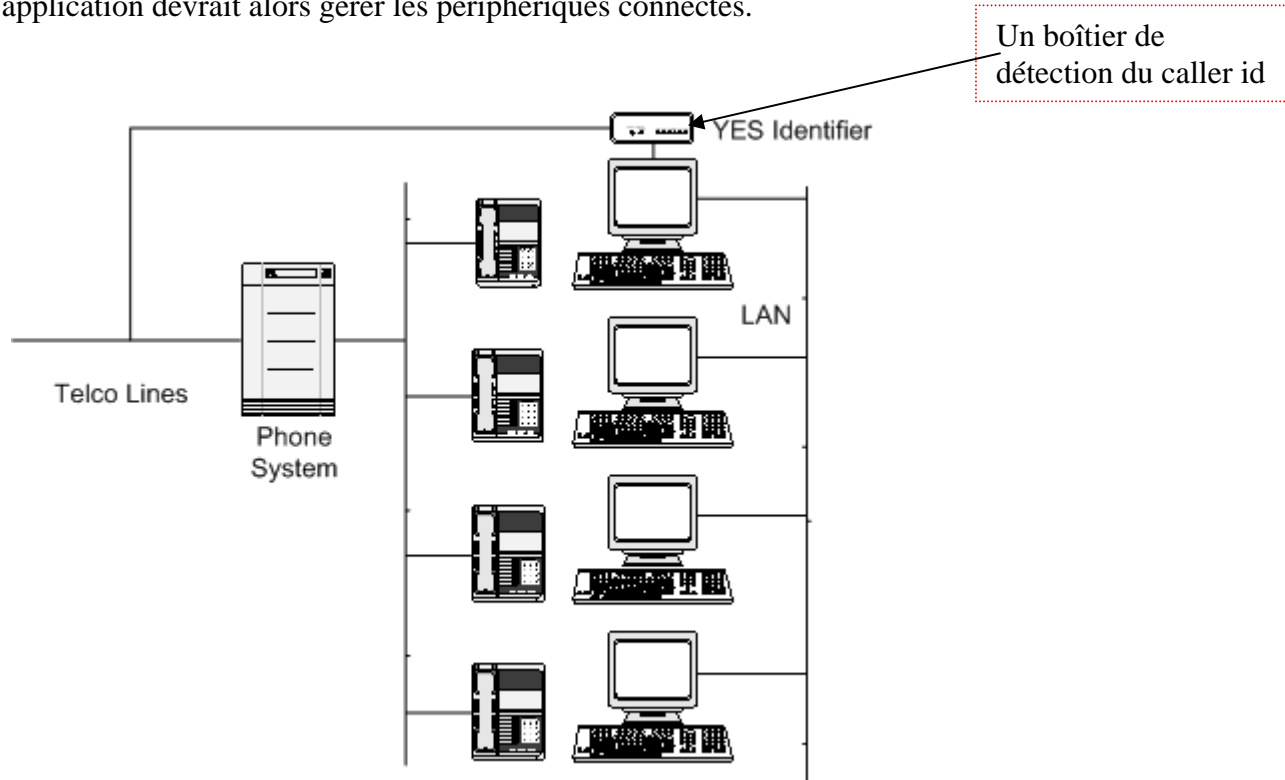 application devrait alors gérer les périphériques connectés.
Un boîtier de
détection du caller id
YES Identifier
LAN
Telco Lines
Phone
System